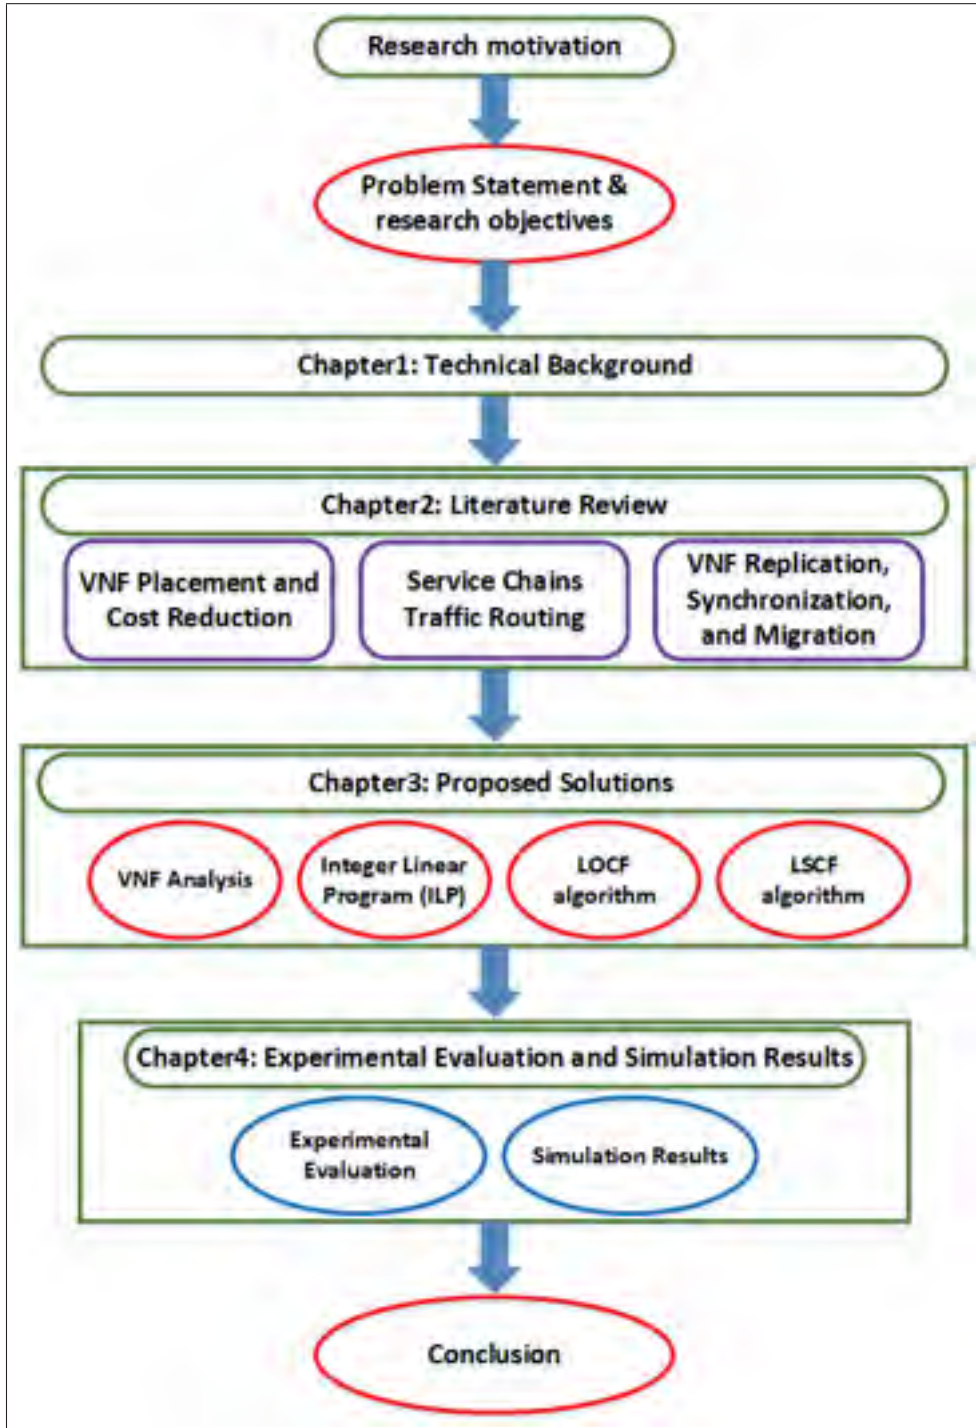 Research motivation
Problem Statement &
research objectives
Chapter1: Technical Background
Chapter2: Literature Review
VNF Placement and
Cost Reduction
Service Chains
Traffic Routing
VNF Replication,
Synchronization,
and Migration
Chapter3: Proposed Solutions
VNF Analysis
Integer Linear
Program (ILP)
LOCF
algorithm
LSCF
algorithm
Chapter4: Experimental Evaluation and Simulation Results
Experimental
Evaluation
Simulation Results
Conclusion